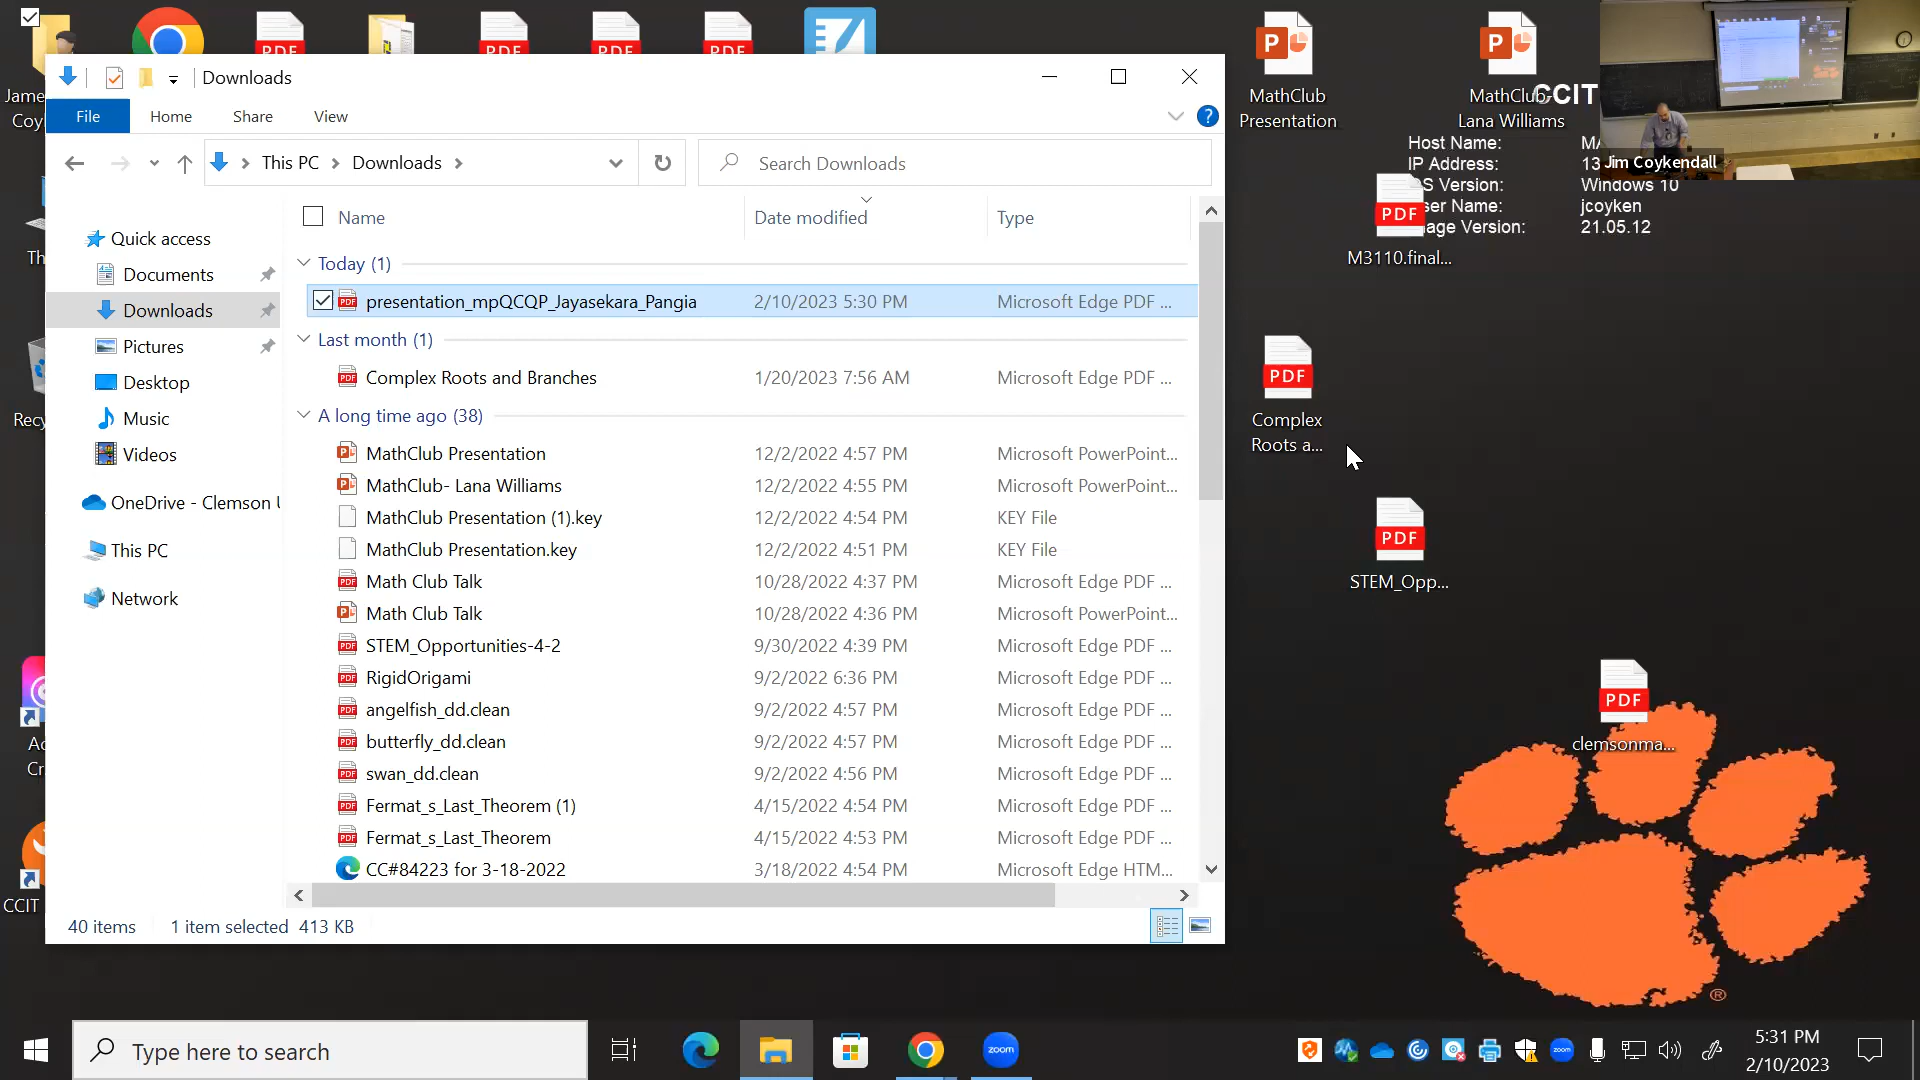 Downloads
File
Home
Share
View
This PC
Downloads
Search Downloads
Name
Date modified
Type
Quick access
Documents
Downloads
Pictures
Desktop
Music
Videos
OneDrive - Clemson U
This PC
Network
Today (1)
presentation_mpQCQP_Jayasekara_Pangia 2/10/2023 5:30 PM Microsoft Edge PDF ...
Last month (1)
Complex Roots and Branches 1/20/2023 7:56 AM Microsoft Edge PDF ...
A long time ago (38)
MathClub Presentation 12/2/2022 4:57 PM Microsoft PowerPoint...
MathClub- Lana Williams 12/2/2022 4:55 PM Microsoft PowerPoint...
MathClub Presentation (1).key 12/2/2022 4:54 PM KEY File
MathClub Presentation.key 12/2/2022 4:51 PM KEY File
Math Club Talk 10/28/2022 4:37 PM Microsoft Edge PDF ...
Math Club Talk 10/28/2022 4:36 PM Microsoft PowerPoint...
STEM_Opportunities-4-2 9/30/2022 4:39 PM Microsoft Edge PDF ...
RigidOrigami 9/2/2022 6:36 PM Microsoft Edge PDF ...
angelfish_dd.clean 9/2/2022 4:57 PM Microsoft Edge PDF ...
butterfly_dd.clean 9/2/2022 4:57 PM Microsoft Edge PDF ...
swan_dd.clean 9/2/2022 4:56 PM Microsoft Edge PDF ...
Fermat_s_Last_Theorem (1) 4/15/2022 4:54 PM Microsoft Edge PDF ...
Fermat_s_Last_Theorem 4/15/2022 4:53 PM Microsoft Edge PDF ...
CC#84223 for 3-18-2022 3/18/2022 4:54 PM Microsoft Edge HTM...
40 items 1 item selected 413 KB
MathClub
Presentation
MathClub-
Lana Williams
CCIT
Host Name: MA
IP Address: 13
S Version: Windows 10
ser Name: jcoyken
age Version: 21.05.12
Jim Coykendall
PDF
M3110.final...
PDF
Complex
Roots a...
PDF
STEM_Opp...
PDF
clemsonma...
®
Jame
Coy
Th
Recy
Ac
Cr
CCIT
PDF
PDF
PDF
PDF
Type here to search
zoom
5:31 PM
2/10/2023